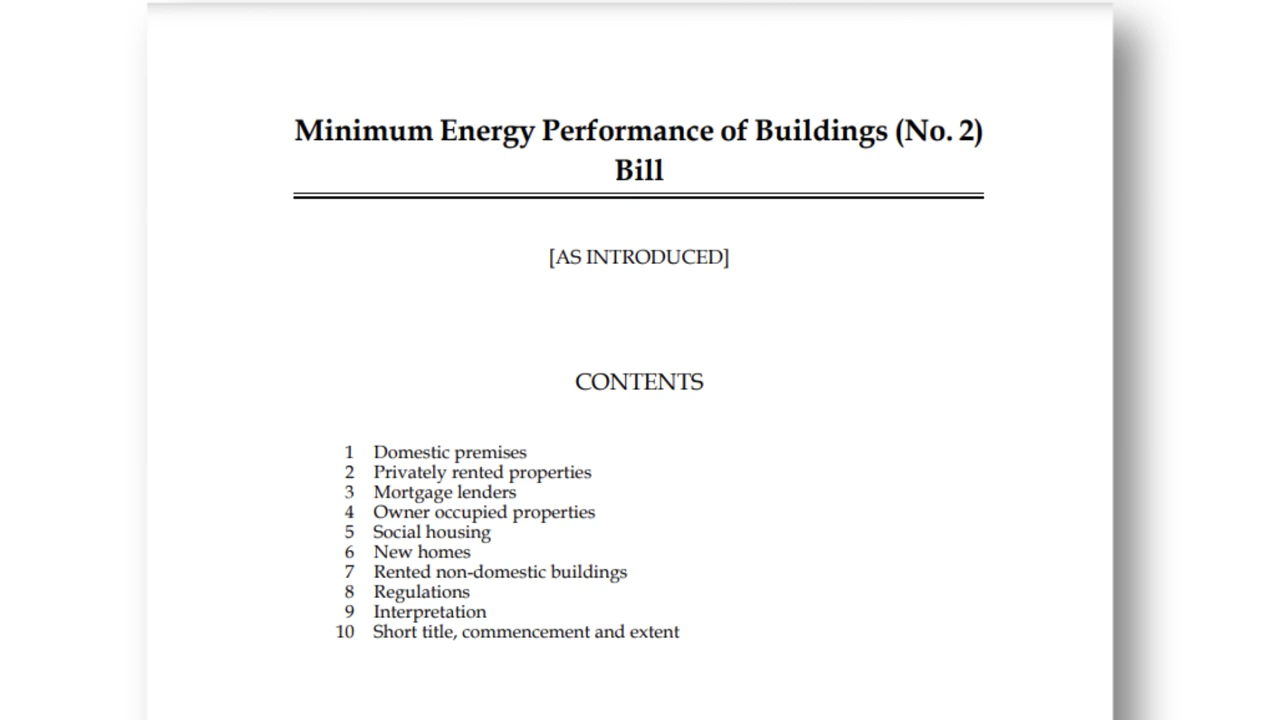 Minimum Energy Performance of Buildings (No. 2)
Bill
[AS INTRODUCED]
CONTENTS
1 Domestic premises
2 Privately rented properties
3 Mortgage lenders
4 Owner occupied properties
5 Social housing
6 New homes
7 Rented non-domestic buildings
8 Regulations
9 Interpretation
10 Short title, commencement and extent